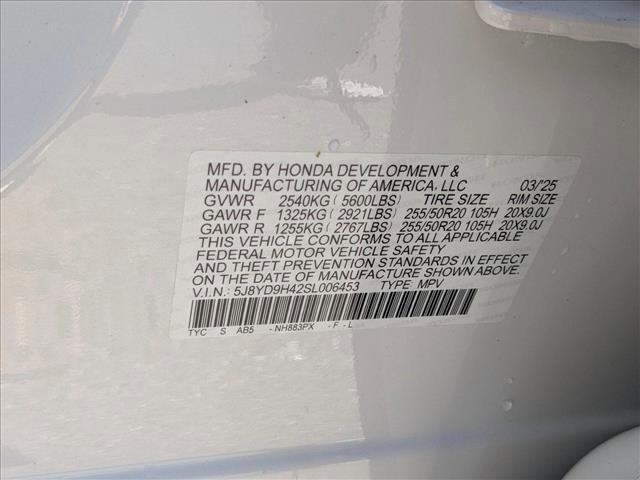 MFD. BY HONDA DEVELOPMENT &
MANUFACTURING OF AMERICA, LLC 03/'25
GVWR 2540KG ( 5600LBS) TIRE SIZE RIM SIZE
GAWR F 1325KG ( 2921LBS) 255/50R20 105H 20X9.0J
GAWR R 1255KG ( 2767LBS) 255/50R20 105H 20X9.0J
THIS VEHICLE CONFORMS TO ALL APPLICABLE
FEDERAL MOTOR VEHICLE SAFETY
AND THEFT PREVENTION STANDARDS IN EFFECT
ON THE DATE OF MANUFACTURE SHOWN ABOVE.
V.I.N.: 5J8YD9H42SL006453 TYPE: MPV
TYC S AB5 - NH883PX - F - L